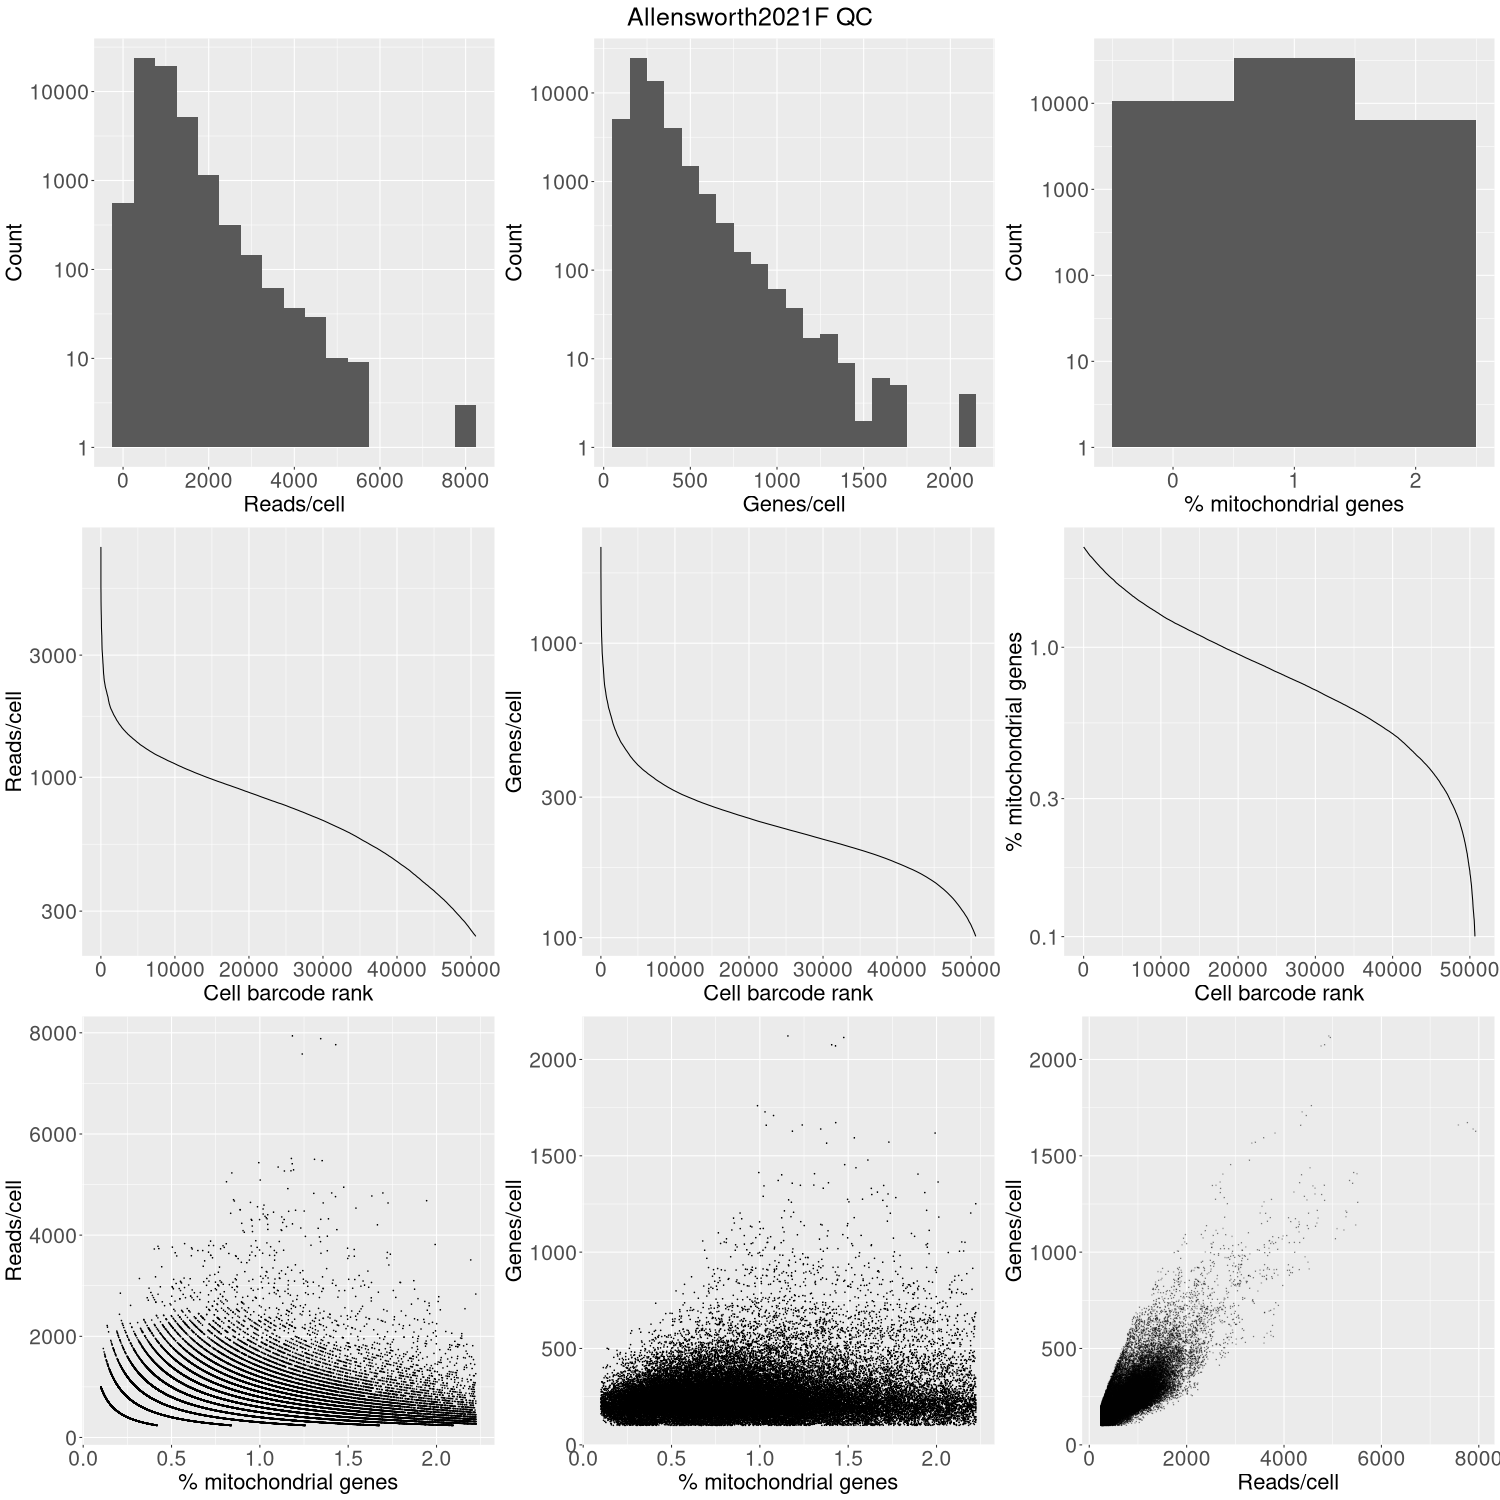 Allensworth2021F QC
Count
10000
1000
100
10
1
0 2000 4000 6000 8000
Reads/cell
Count
10000
1000
100
10
1
0 500 1000 1500 2000
Genes/cell
Count
10000
1000
100
10
1
0 1 2
% mitochondrial genes
Reads/cell
3000
1000
300
0 10000 20000 30000 40000 50000
Cell barcode rank
Genes/cell
1000
300
100
0 10000 20000 30000 40000 50000
Cell barcode rank
% mitochondrial genes
1.0
0.3
0.1
0 10000 20000 30000 40000 50000
Cell barcode rank
Reads/cell
8000
6000
4000
2000
0
0.0 0.5 1.0 1.5 2.0
% mitochondrial genes
Genes/cell
2000
1500
1000
500
0
0.0 0.5 1.0 1.5 2.0
% mitochondrial genes
Genes/cell
2000
1500
1000
500
0
0 2000 4000 6000 8000
Reads/cell